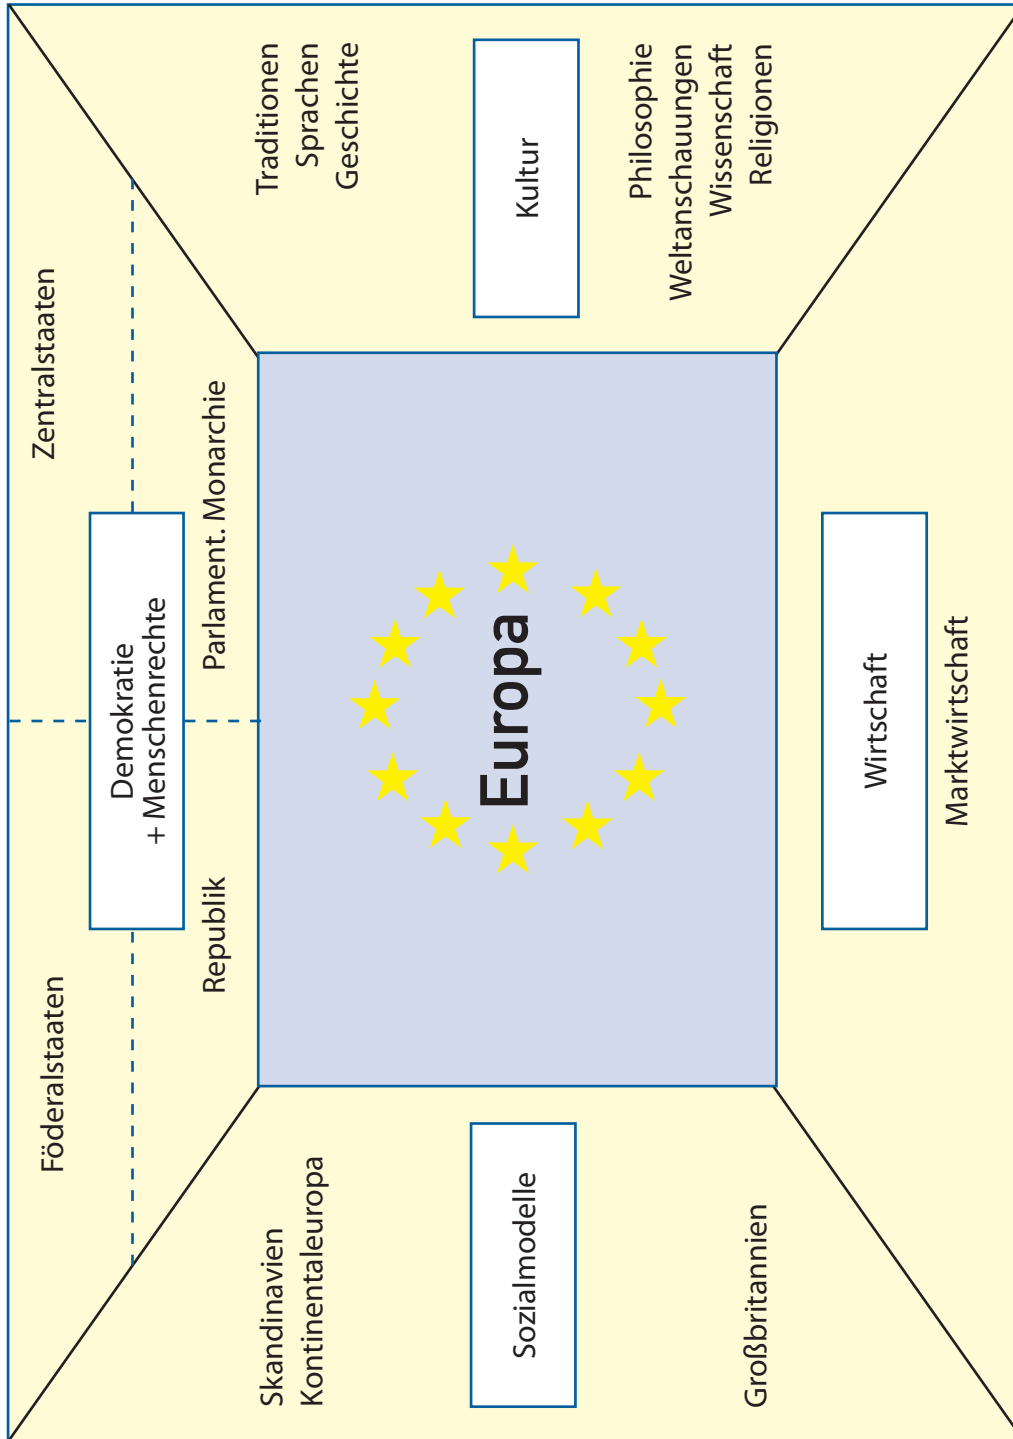 Föderalstaaten
Zentralstaaten
Demokratie
+ Menschenrechte
Republik
Parlament. Monarchie
Skandinavien
Kontinentaleuropa
Sozialmodelle
Großbritannien
Europa
Traditionen
Sprachen
Geschichte
Kultur
Philosophie
Weltanschauungen
Wissenschaft
Religionen
Wirtschaft
Marktwirtschaft